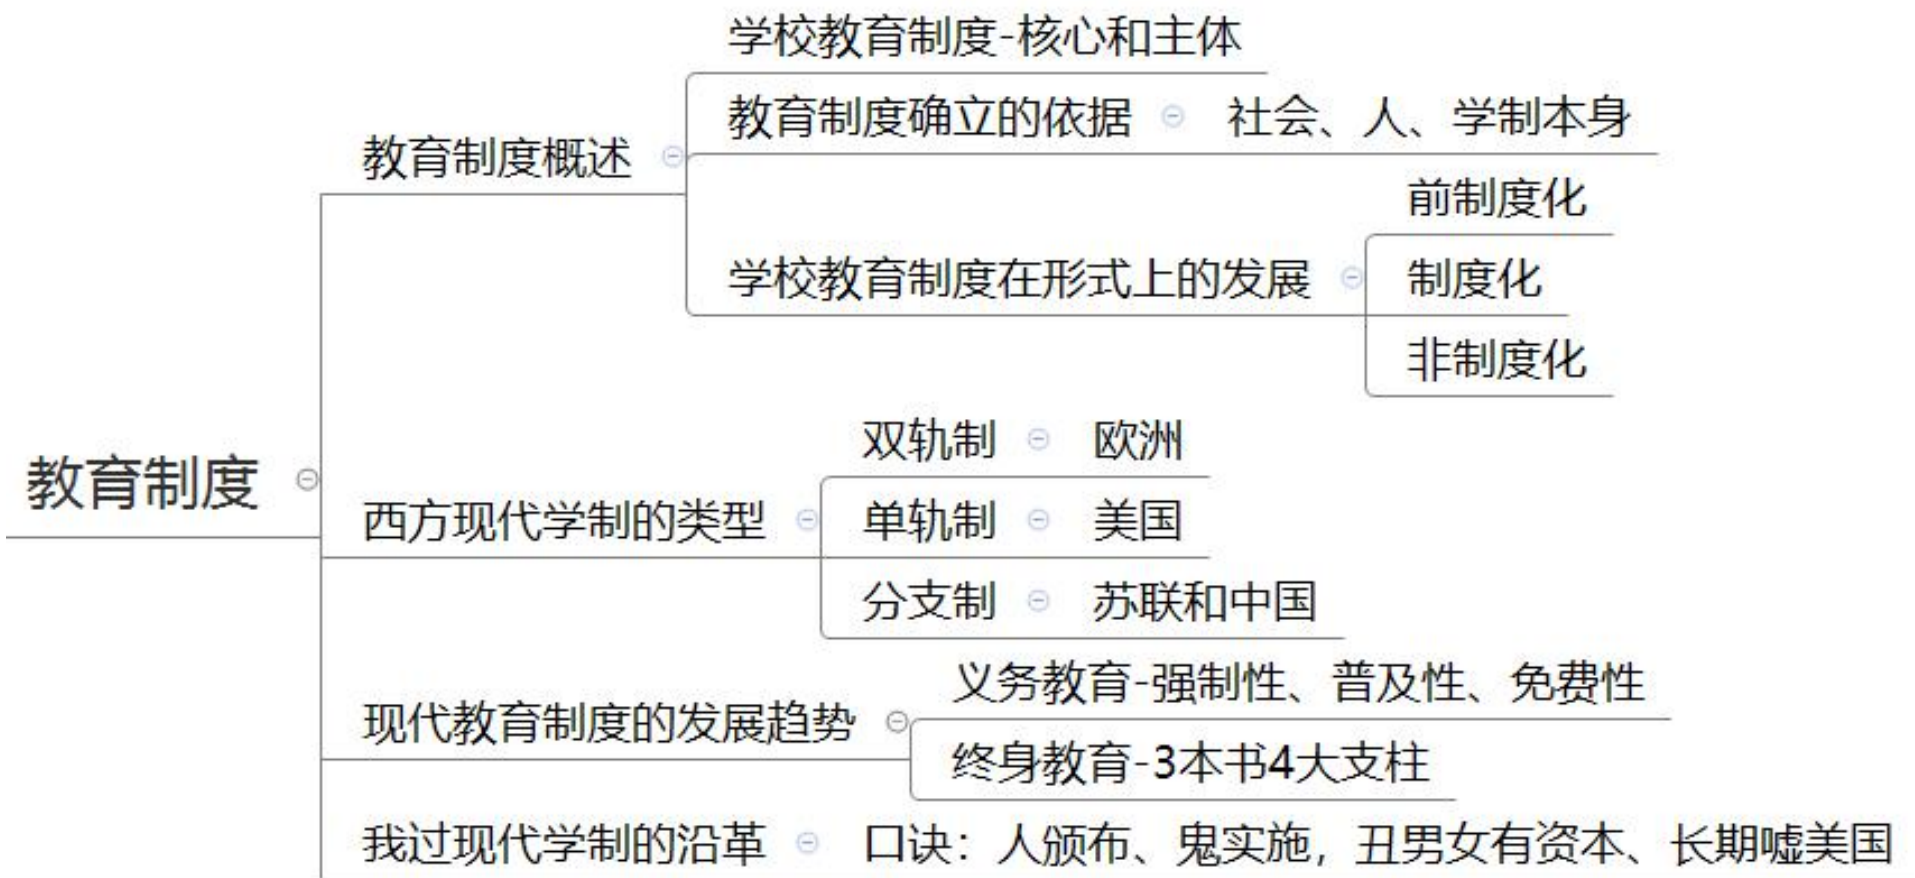 学校教育制度-核心和主体
教育制度确立的依据 社会、人、学制本身
教育制度概述
前制度化
学校教育制度在形式上的发展 制度化
非制度化
双轨制 欧洲
教育制度
西方现代学制的类型 单轨制 美国
分支制 苏联和中国
义务教育-强制性、普及性、免费性
现代教育制度的发展趋势
终身教育-3本书4大支柱
我过现代学制的沿革 口诀：人颁布、鬼实施，丑男女有资本、长期嘘美国